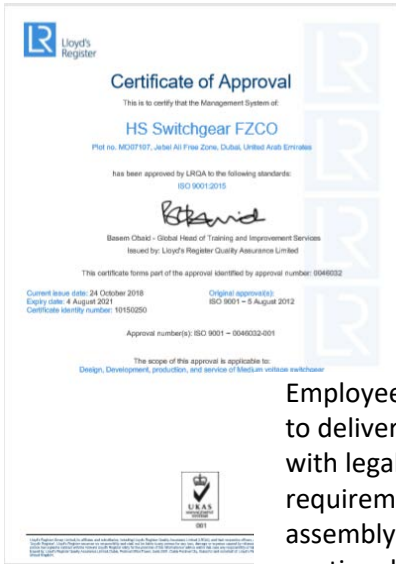 LR
Lloyd's
Register
Certificate of Approval
This is to certify that the Management System of:
HS Switchgear FZCO
Plot no. MO07107, Jebel Ali Free Zone, Dubai, United Arab Emirates
has been approved by LRQA to the following standards:
ISO 9001:2015
Basem Obaid - Global Head of Training and Improvement Services
Issued by: Lloyd's Register Quality Assurance Limited
This certificate forms part of the approval identified by approval number: 0046032
Current issue date: 24 October 2018
Expiry date: 4 August 2021
Certificate identity number: 10150250
Original approval(s):
ISO 9001 – 5 August 2012
Approval number(s): ISO 9001 – 0046032-001
The scope of this approval is applicable to:
Design, Development, production, and service of Medium voltage switchgear
Employee
to deliver
with legal
requirem
assembly
UKAS
MANAGEMENT
SYSTEMS
001